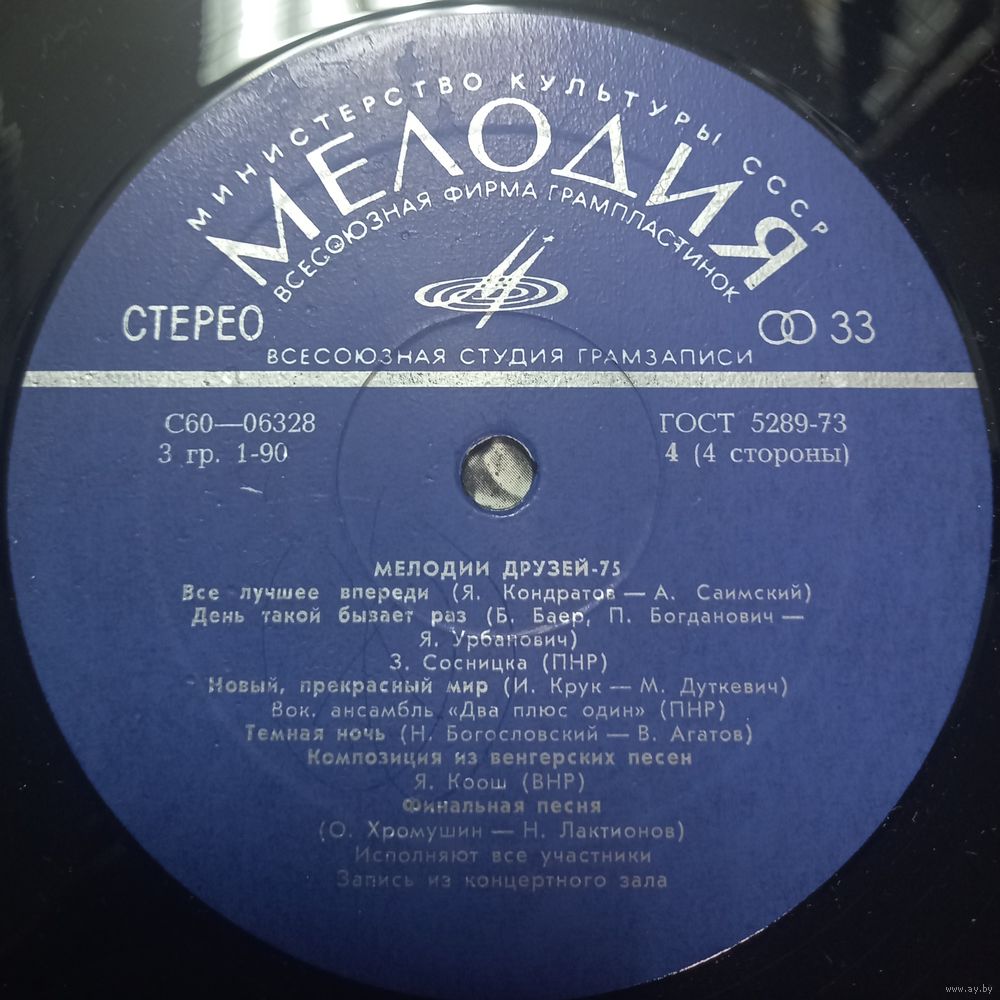 МИНИСТЕРСТВО КУЛЬТУРЫ СССР
МЕЛОДИЯ
ВСЕСОЮЗНАЯ ФИРМА ГРАМПЛАСТИНОК
СТЕРЕО
33
ВСЕСОЮЗНАЯ СТУДИЯ ГРАМЗАПИСИ
С60—06328
ГОСТ 5289-73
3 гр. 1-90
4 (4 стороны)
МЕЛОДИИ ДРУЗЕЙ-75
Все лучшее впереди (Я. Кондратов — А. Саимский)
День такой бывает раз (Б. Баер, П. Богданович —
Я. Урбанович)
З. Сосницка (ПНР)
Новый, прекрасный мир (И. Крук — М. Дуткевич)
Вок. ансамбль «Два плюс один» (ПНР)
Темная ночь (Н. Богословский — В. Агатов)
Композиция из венгерских песен
Я. Коош (ВНР)
Финальная песня
(О. Хромушин — Н. Лактионов)
Исполняют все участники
Запись из концертного зала
www.ay.by